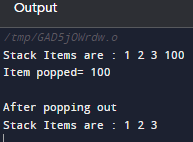 Output
/tmp/GAD5jOWrdw.o
Stack Items are : 1 2 3 100
Item popped= 100
After popping out
Stack Items are : 1 2 3